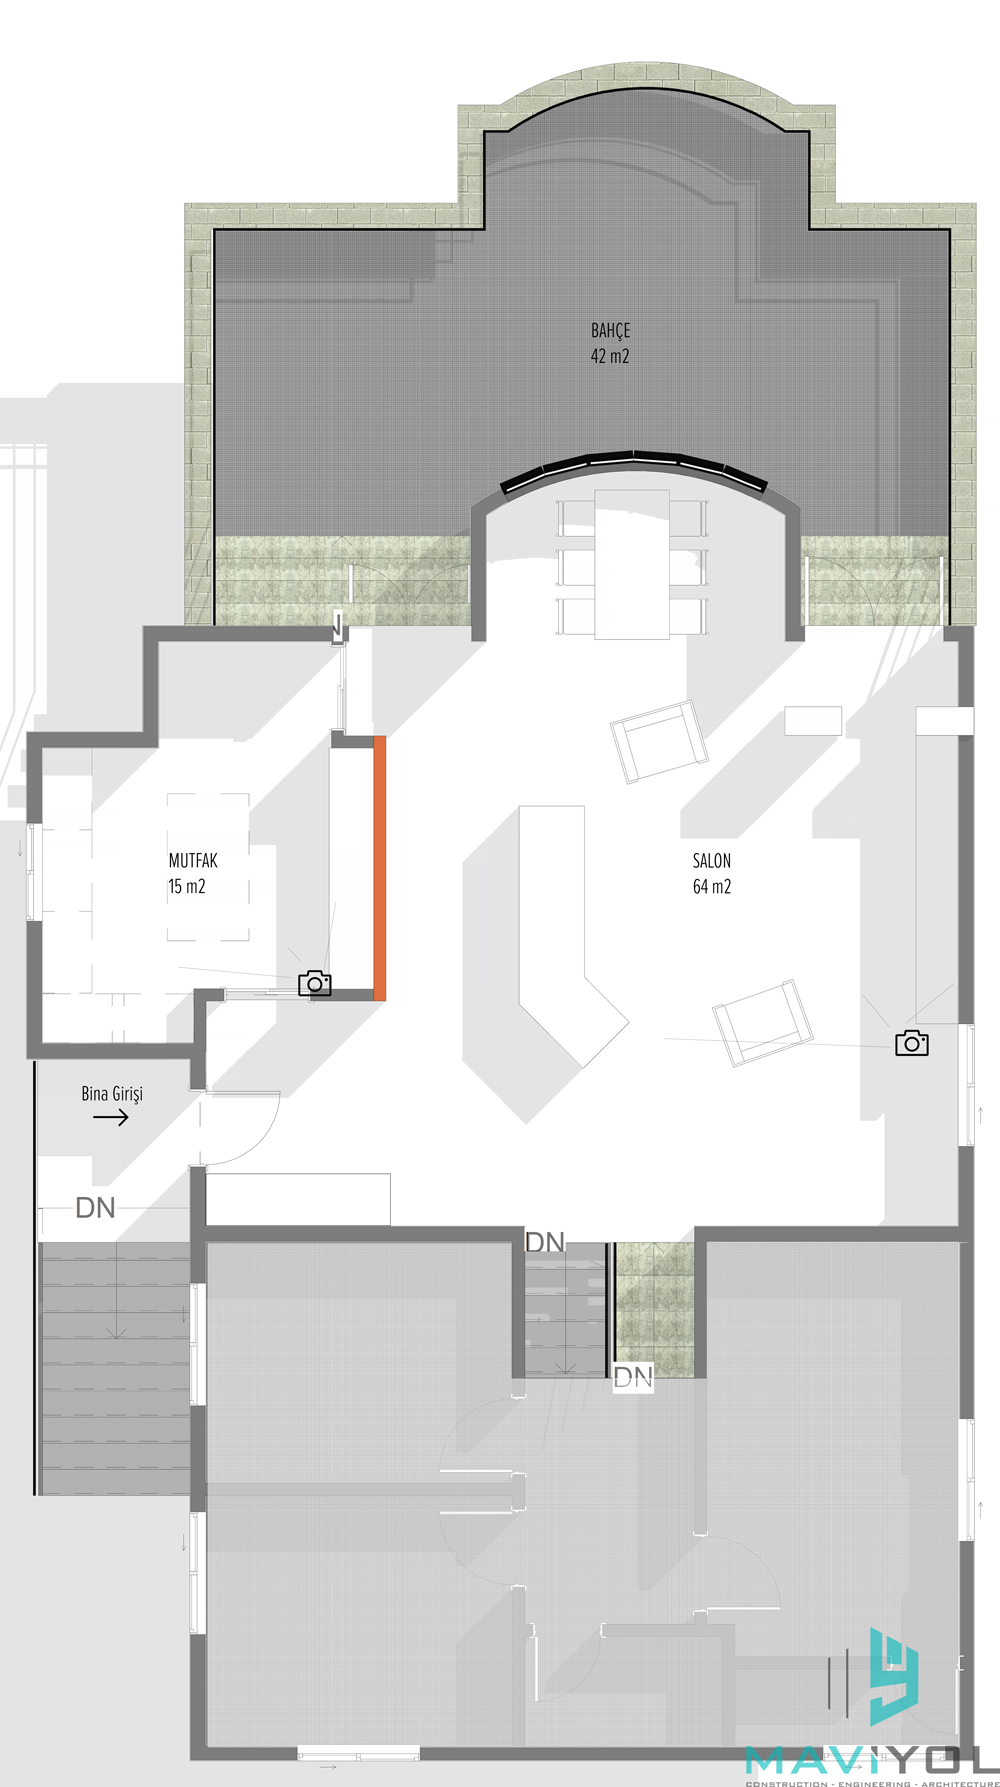 BAHÇE
42 m2
MUTFAK
15 m2
SALON
64 m2
Bina Girişi
DN
DN
DN
MAVİYOL
CONSTRUCTION - ENGINEERING - ARCHITECTURE